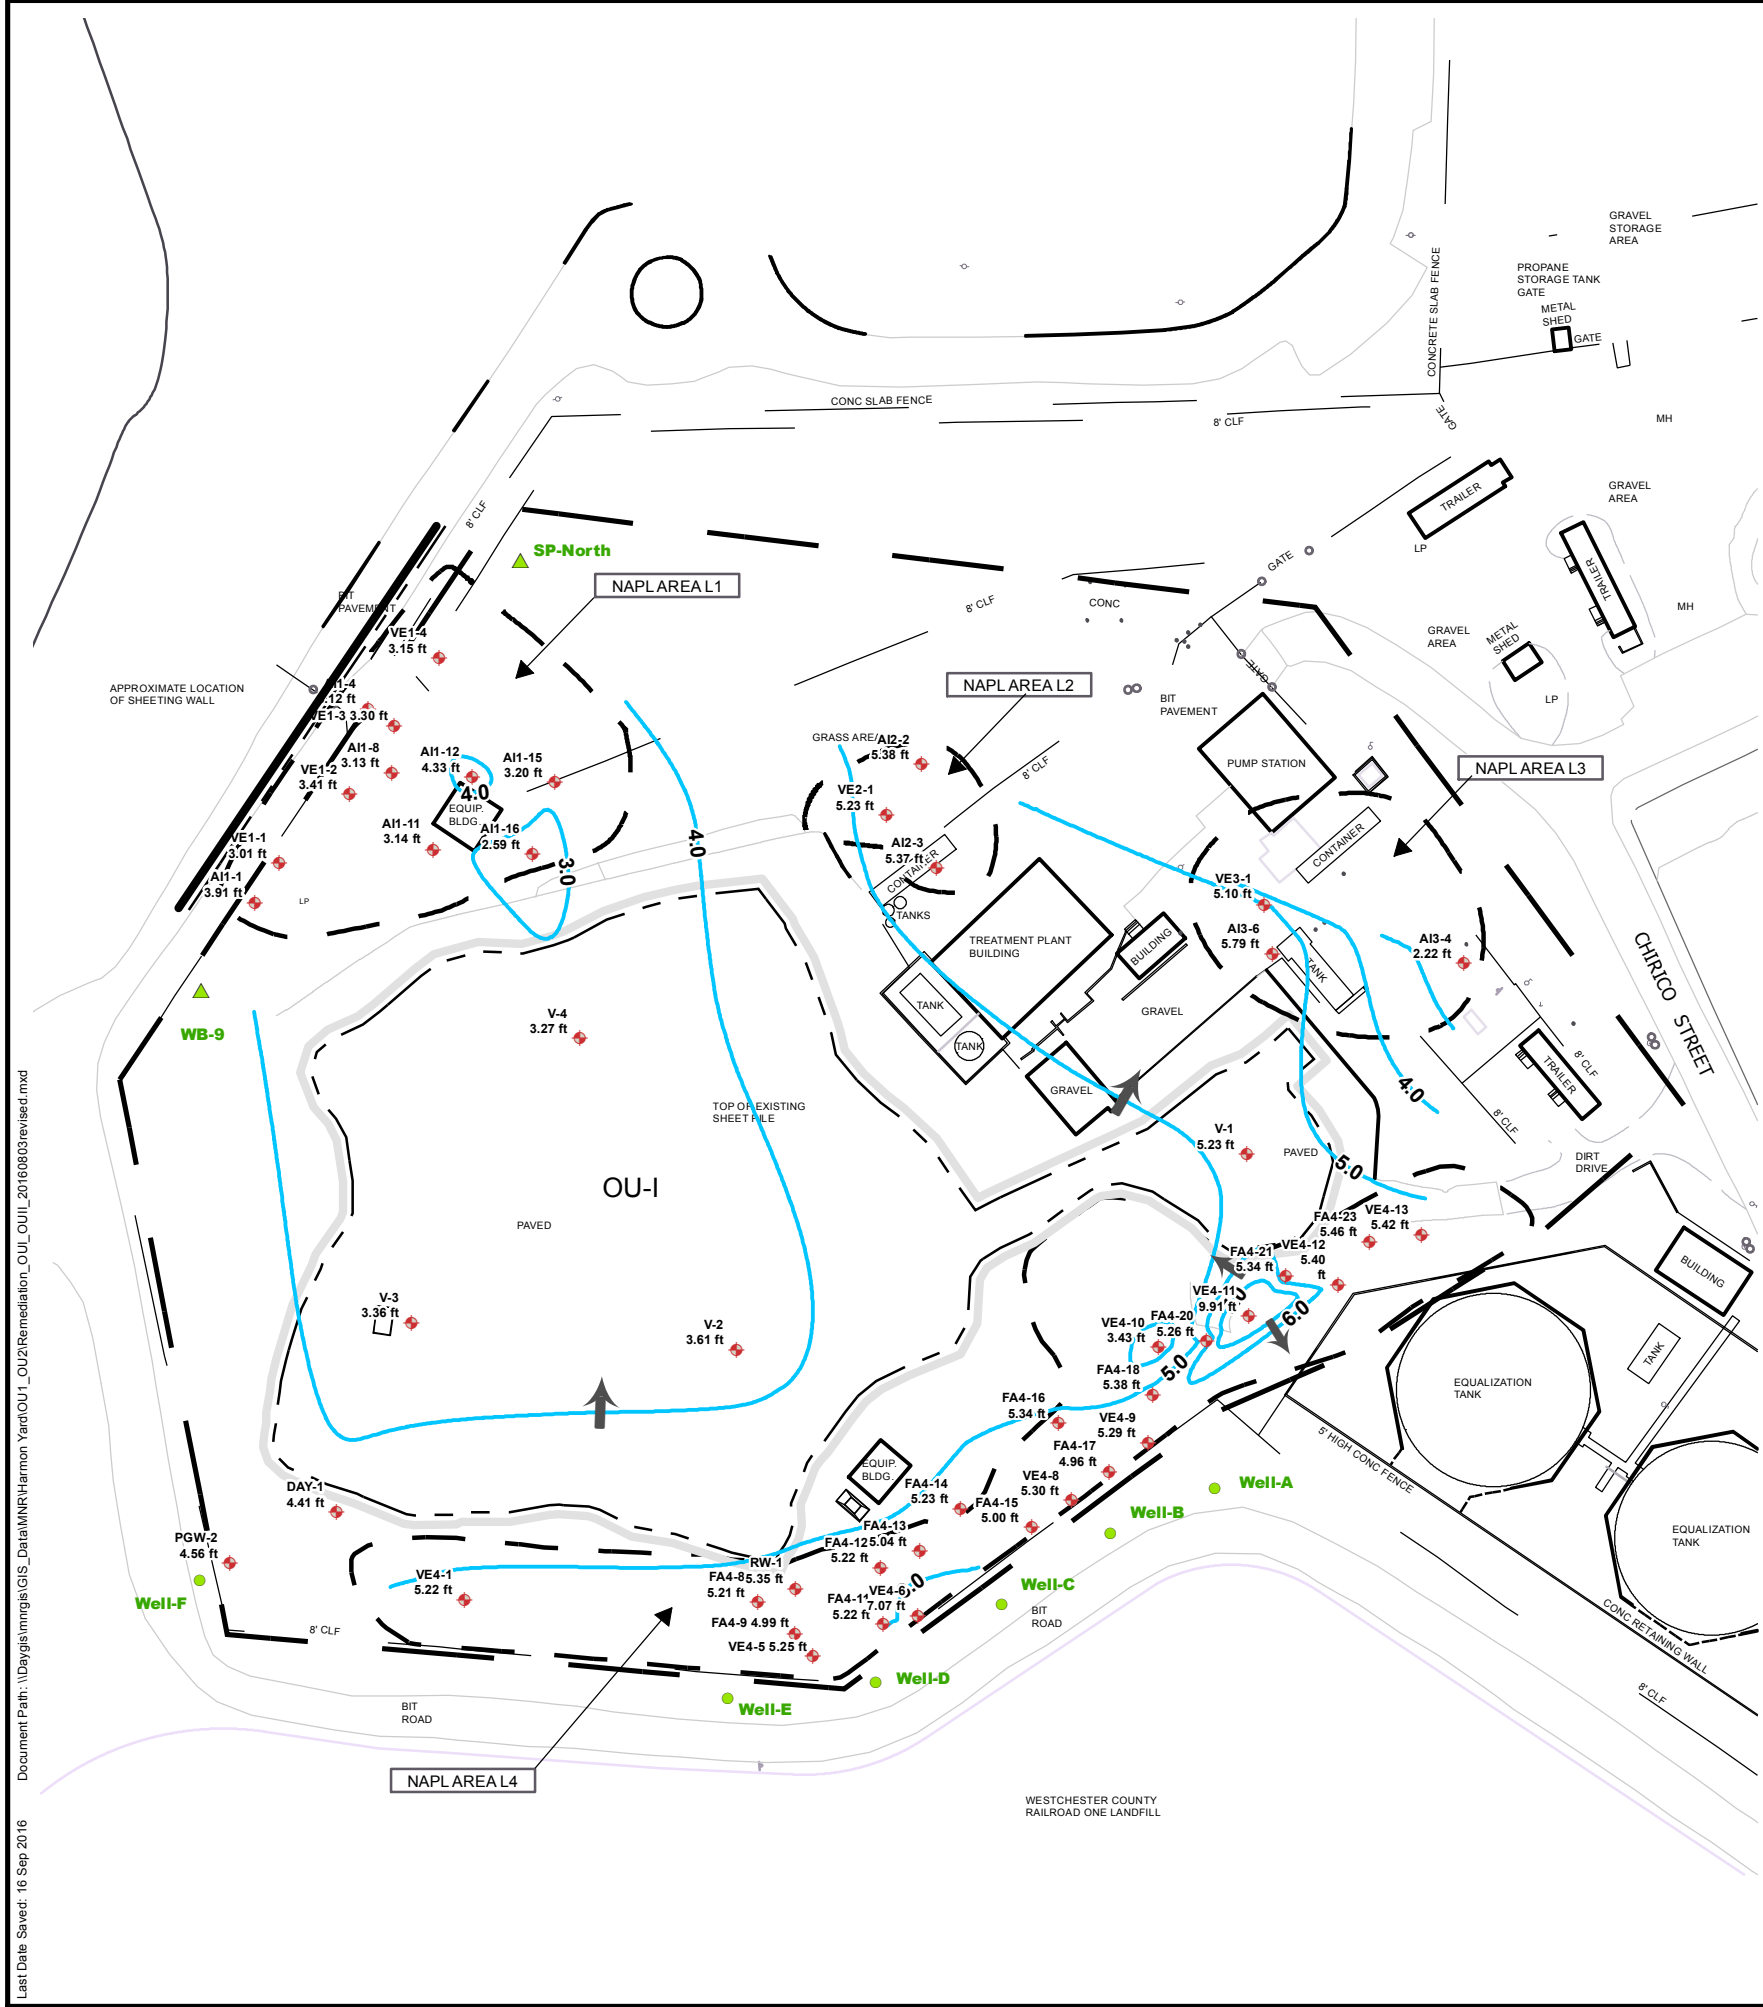 GRAVEL
STORAGE
AREA
PROPANE
STORAGE TANK
GATE
METAL
SHED
GATE
CONCRETE SLAB FENCE
CONC SLAB FENCE
8' CLF
GATE
MH
TRAILER
GRAVEL
AREA
LP
8' CLF
SP-North
NAPL AREA L1
BIT
PAVEMENT
GATE
CONC
8' CLF
TRAILER
MH
GRAVEL
AREA
METAL
SHED
VE1-4
3.15 ft
APPROXIMATE LOCATION
OF SHEETING WALL
NAPL AREA L2
GATE
BIT
PAVEMENT
LP
VE1-3 3.30 ft
AI1-8
3.13 ft
VE1-2
3.41 ft
AI1-12
4.33 ft
AI1-15
3.20 ft
4.0
EQUIP.
BLDG.
AI1-11
3.14 ft
AI1-16
2.59 ft
3.0
4.0
VE1-1
3.01 ft
AI1-1
3.91 ft
LP
GRASS AREA
AI2-2
5.38 ft
VE2-1
5.23 ft
8' CLF
AI2-3
5.37 ft
CONTAINER
TANKS
PUMP STATION
NAPL AREA L3
CONTAINER
VE3-1
5.10 ft
AI3-6
5.79 ft
AI3-4
2.22 ft
TREATMENT PLANT
BUILDING
BUILDING
TANK
TANK
TANK
GRAVEL
GRAVEL
CHIRICO STREET
WB-9
V-4
3.27 ft
TOP OF EXISTING
SHEET PILE
OU-I
PAVED
4.0
TRAILER
8' CLF
8' CLF
V-1
5.23 ft
PAVED
5.0
DIRT
DRIVE
FA4-23
5.46 ft
VE4-13
5.42 ft
FA4-21
5.34 ft
VE4-12
5.40
ft
BUILDING
VE4-11
9.91 ft
6.0
VE4-10
3.43 ft
FA4-20
5.26 ft
5.0
FA4-18
5.38 ft
V-3
3.36 ft
V-2
3.61 ft
TANK
EQUALIZATION
TANK
FA4-16
5.34 ft
VE4-9
5.29 ft
FA4-17
4.96 ft
VE4-8
5.30 ft
5' HIGH CONC FENCE
EQUIP.
BLDG.
FA4-14
5.23 ft
FA4-15
5.00 ft
Well-A
Well-B
DAY-1
4.41 ft
PGW-2
4.56 ft
FA4-13
5.04 ft
FA4-12
5.22 ft
RW-1
5.35 ft
FA4-8
5.21 ft
EQUALIZATION
TANK
VE4-1
5.22 ft
Well-F
FA4-11
5.22 ft
VE4-6
7.07 ft
Well-C
BIT
ROAD
FA4-9 4.99 ft
VE4-5 5.25 ft
8' CLF
CONC RETAINING WALL
Well-D
8' CLF
BIT
ROAD
Well-E
NAPL AREA L4
WESTCHESTER COUNTY
RAILROAD ONE LANDFILL
Last Date Saved: 16 Sep 2016 Document Path: \\Daygis\mnrgis\GIS_Data\MNR\Harmon Yard\OU1_OU2\Remediation_OUI_OUII_20160803revised.mxd